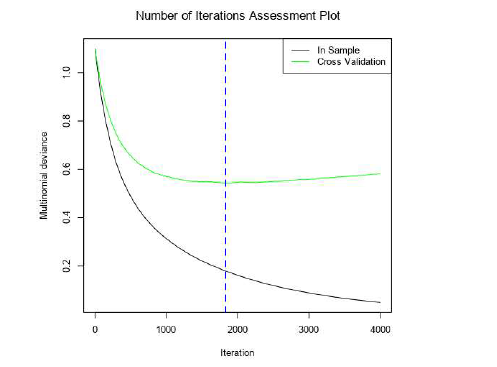 Number of Iterations Assessment Plot
In Sample
Cross Validation
Multinomial deviance
1.0
0.8
0.6
0.4
0.2
0
1000
2000
3000
4000
Iteration